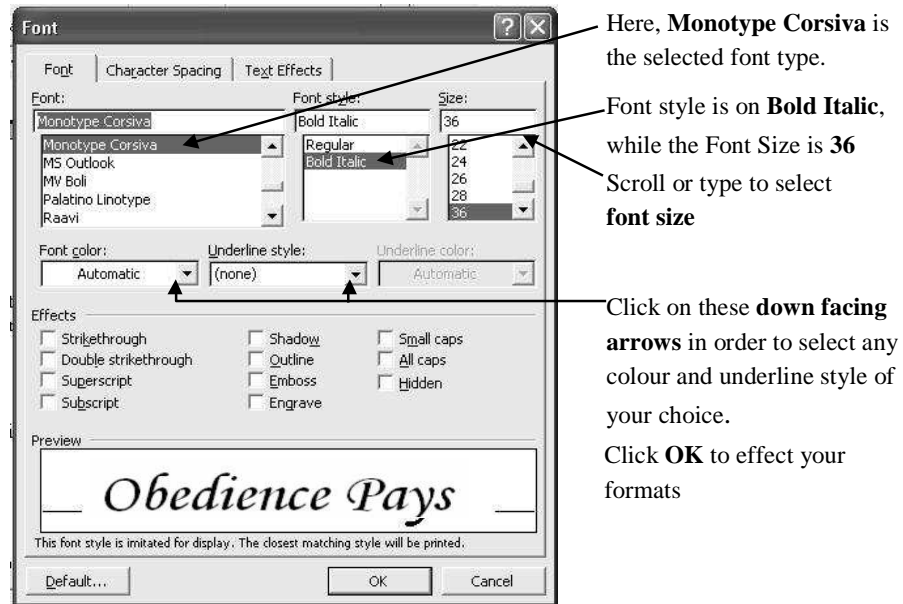 Font
Font Character Spacing Text Effects
Font: Font style: Size:
Monotype Corsiva Bold Italic 36
Monotype Corsiva Regular 22
MS Outlook Bold Italic 24
MV Boli 26
Palatino Linotype 28
Raavi 36
Font color: Underline style: Underline color:
Automatic (none) Automatic
Effects
Strikethrough Shadow Small caps
Double strikethrough Outline All caps
Superscript Emboss Hidden
Subscript Engrave
Preview
Obedience Pays
This font style is imitated for display. The closest matching style will be printed.
Default... OK Cancel
Here, Monotype Corsiva is
the selected font type.
Font style is on Bold Italic,
while the Font Size is 36
Scroll or type to select
font size
Click on these down facing
arrows in order to select any
colour and underline style of
your choice.
Click OK to effect your
formats